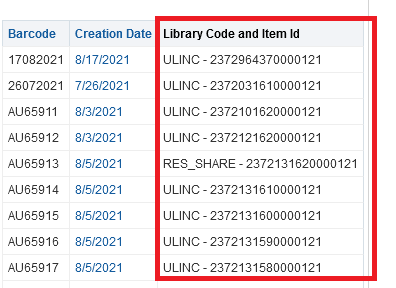 Barcode Creation Date Library Code and Item Id
17082021 8/17/2021 ULINC - 2372964370000121
26072021 7/26/2021 ULINC - 2372031610000121
AU65911 8/3/2021 ULINC - 2372101620000121
AU65912 8/3/2021 ULINC - 2372121620000121
AU65913 8/5/2021 RES_SHARE - 2372131620000121
AU65914 8/5/2021 ULINC - 2372131610000121
AU65915 8/5/2021 ULINC - 2372131600000121
AU65916 8/5/2021 ULINC - 2372131590000121
AU65917 8/5/2021 ULINC - 2372131580000121